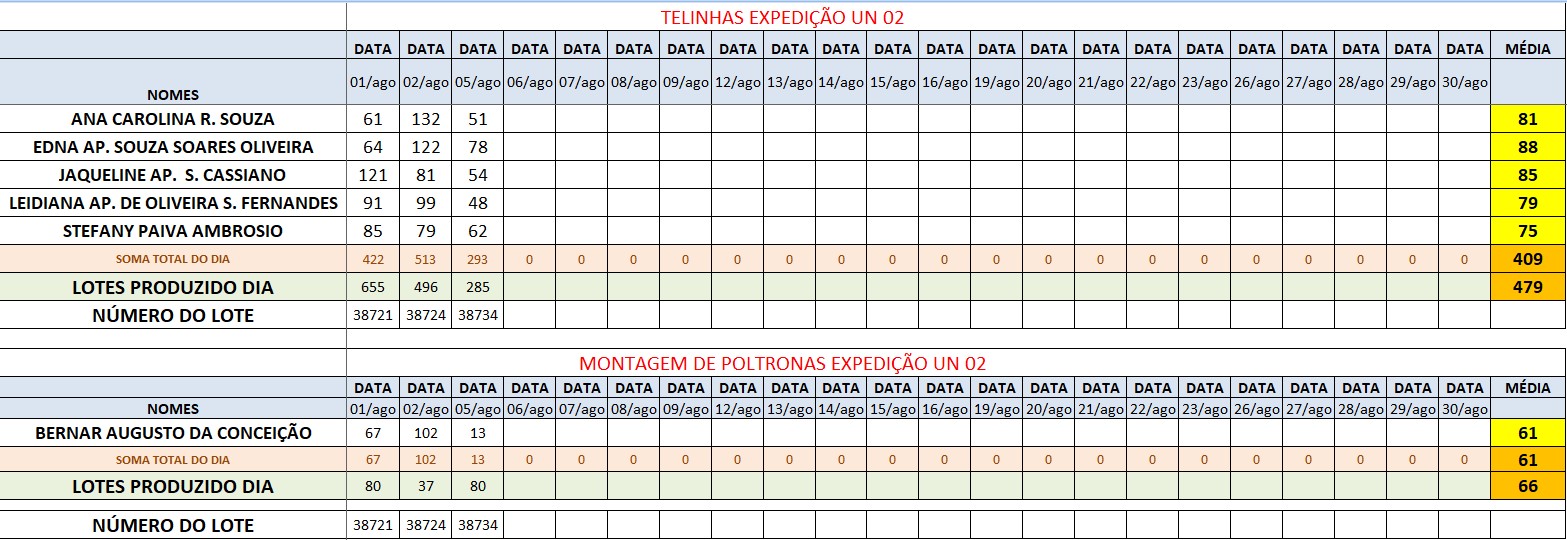 TELINHAS EXPEDIÇÃO UN 02
DATA DATA DATA DATA DATA DATA DATA DATA DATA DATA DATA DATA DATA DATA DATA DATA DATA DATA DATA DATA DATA DATA MÉDIA
NOMES 01/ago 02/ago 05/ago 06/ago 07/ago 08/ago 09/ago 12/ago 13/ago 14/ago 15/ago 16/ago 19/ago 20/ago 21/ago 22/ago 23/ago 26/ago 27/ago 28/ago 29/ago 30/ago
ANA CAROLINA R. SOUZA 61 132 51 81
EDNA AP. SOUZA SOARES OLIVEIRA 64 122 78 88
JAQUELINE AP. S. CASSIANO 121 81 54 85
LEIDIANA AP. DE OLIVEIRA S. FERNANDES 91 99 48 79
STEFANY PAIVA AMBROSIO 85 79 62 75
SOMA TOTAL DO DIA 422 513 293 0 0 0 0 0 0 0 0 0 0 0 0 0 0 0 0 0 0 0 409
LOTES PRODUZIDO DIA 655 496 285 479
NÚMERO DO LOTE 38721 38724 38734
MONTAGEM DE POLTRONAS EXPEDIÇÃO UN 02
DATA DATA DATA DATA DATA DATA DATA DATA DATA DATA DATA DATA DATA DATA DATA DATA DATA DATA DATA DATA DATA DATA MÉDIA
NOMES 01/ago 02/ago 05/ago 06/ago 07/ago 08/ago 09/ago 12/ago 13/ago 14/ago 15/ago 16/ago 19/ago 20/ago 21/ago 22/ago 23/ago 26/ago 27/ago 28/ago 29/ago 30/ago
BERNAR AUGUSTO DA CONCEIÇÃO 67 102 13 61
SOMA TOTAL DO DIA 67 102 13 0 0 0 0 0 0 0 0 0 0 0 0 0 0 0 0 0 0 0 61
LOTES PRODUZIDO DIA 80 37 80 66
NÚMERO DO LOTE 38721 38724 38734